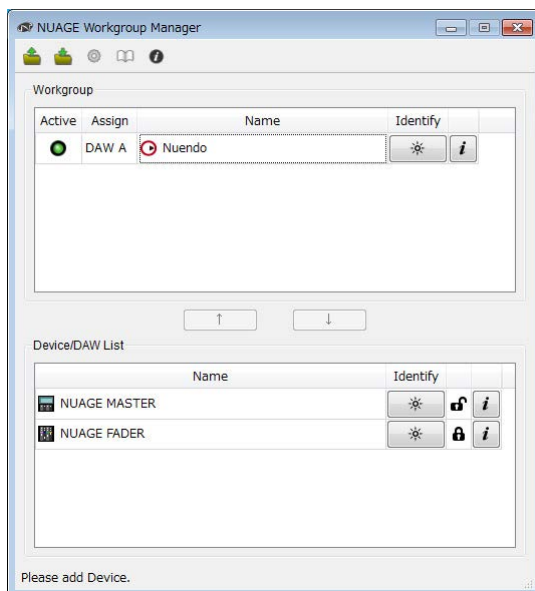 NUAGE Workgroup Manager
Workgroup
Active Assign Name Identify
DAW A Nuendo i
Device/DAW List
Name Identify
NUAGE MASTER i
NUAGE FADER i
Please add Device.